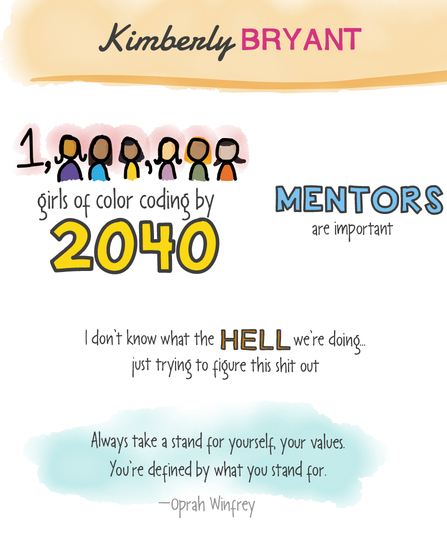 Kimberly BRYANT
1,
girls of color coding by
2040
MENTORS
are important
I don't know what the HELL we're doing...
just trying to figure this shit out
Always take a stand for yourself, your values.
You're defined by what you stand for.
—Oprah Winfrey